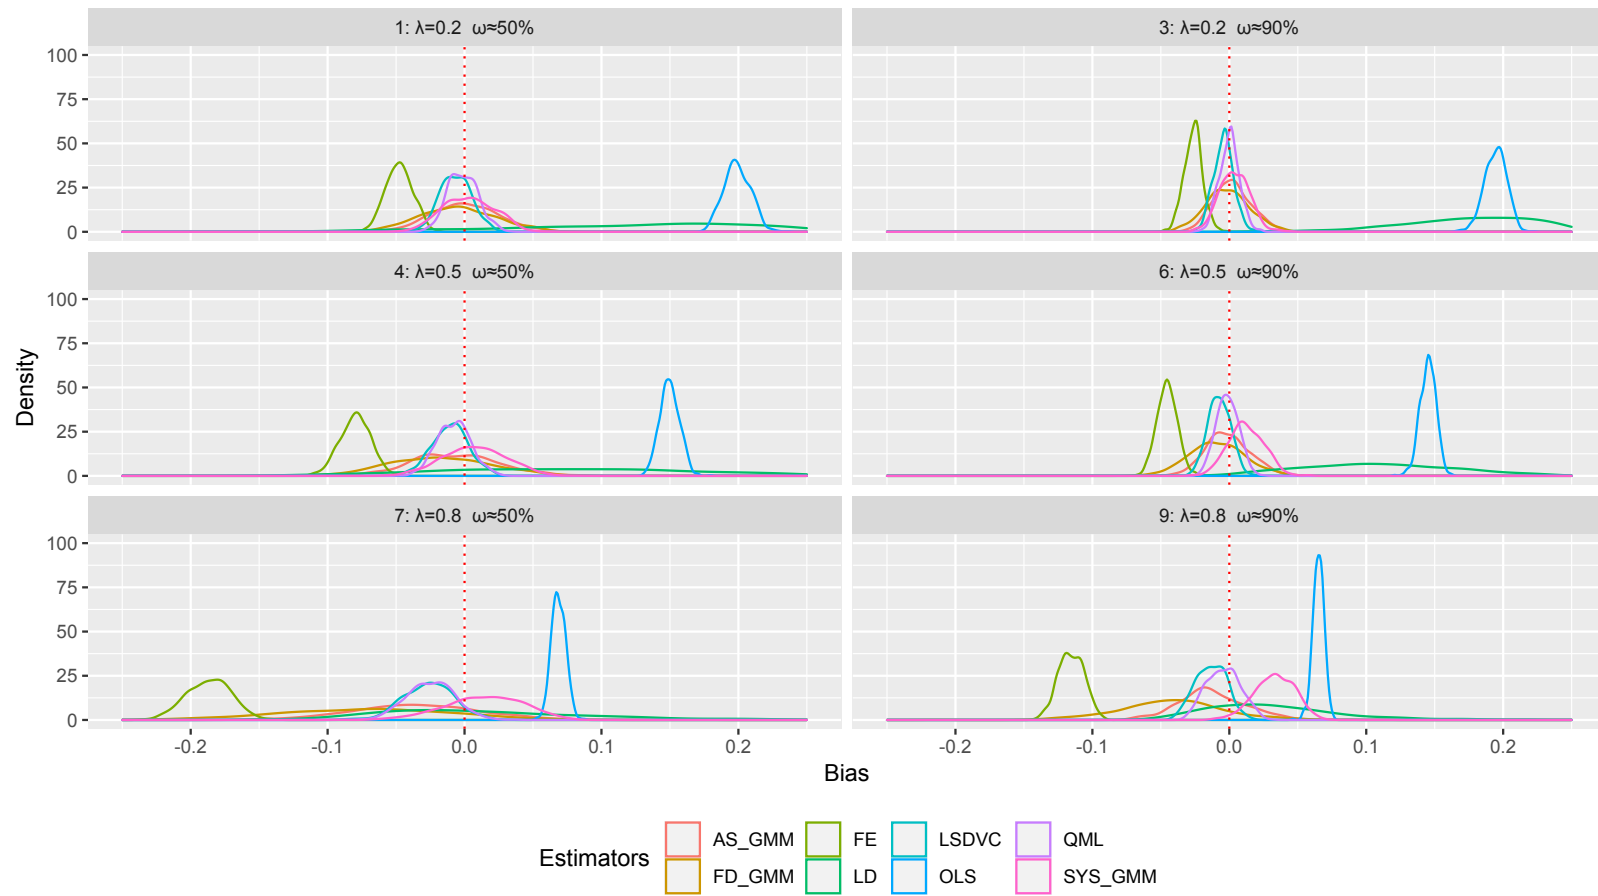 1: λ=0.2 ω≈50%
3: λ=0.2 ω≈90%
100
75
50
25
0
4: λ=0.5 ω≈50%
6: λ=0.5 ω≈90%
100
75
50
25
0
7: λ=0.8 ω≈50%
9: λ=0.8 ω≈90%
100
75
50
25
0
Density
-0.2 -0.1 0.0 0.1 0.2
-0.2 -0.1 0.0 0.1 0.2
Bias
Estimators
AS_GMM FE LSDVC QML
FD_GMM LD OLS SYS_GMM